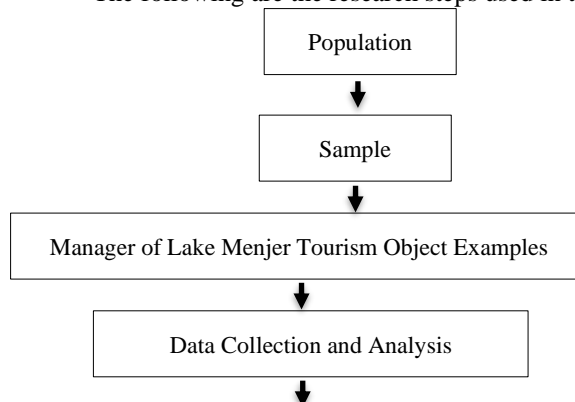 The following are the research steps used in t
Population
Sample
Manager of Lake Menjer Tourism Object Examples
Data Collection and Analysis